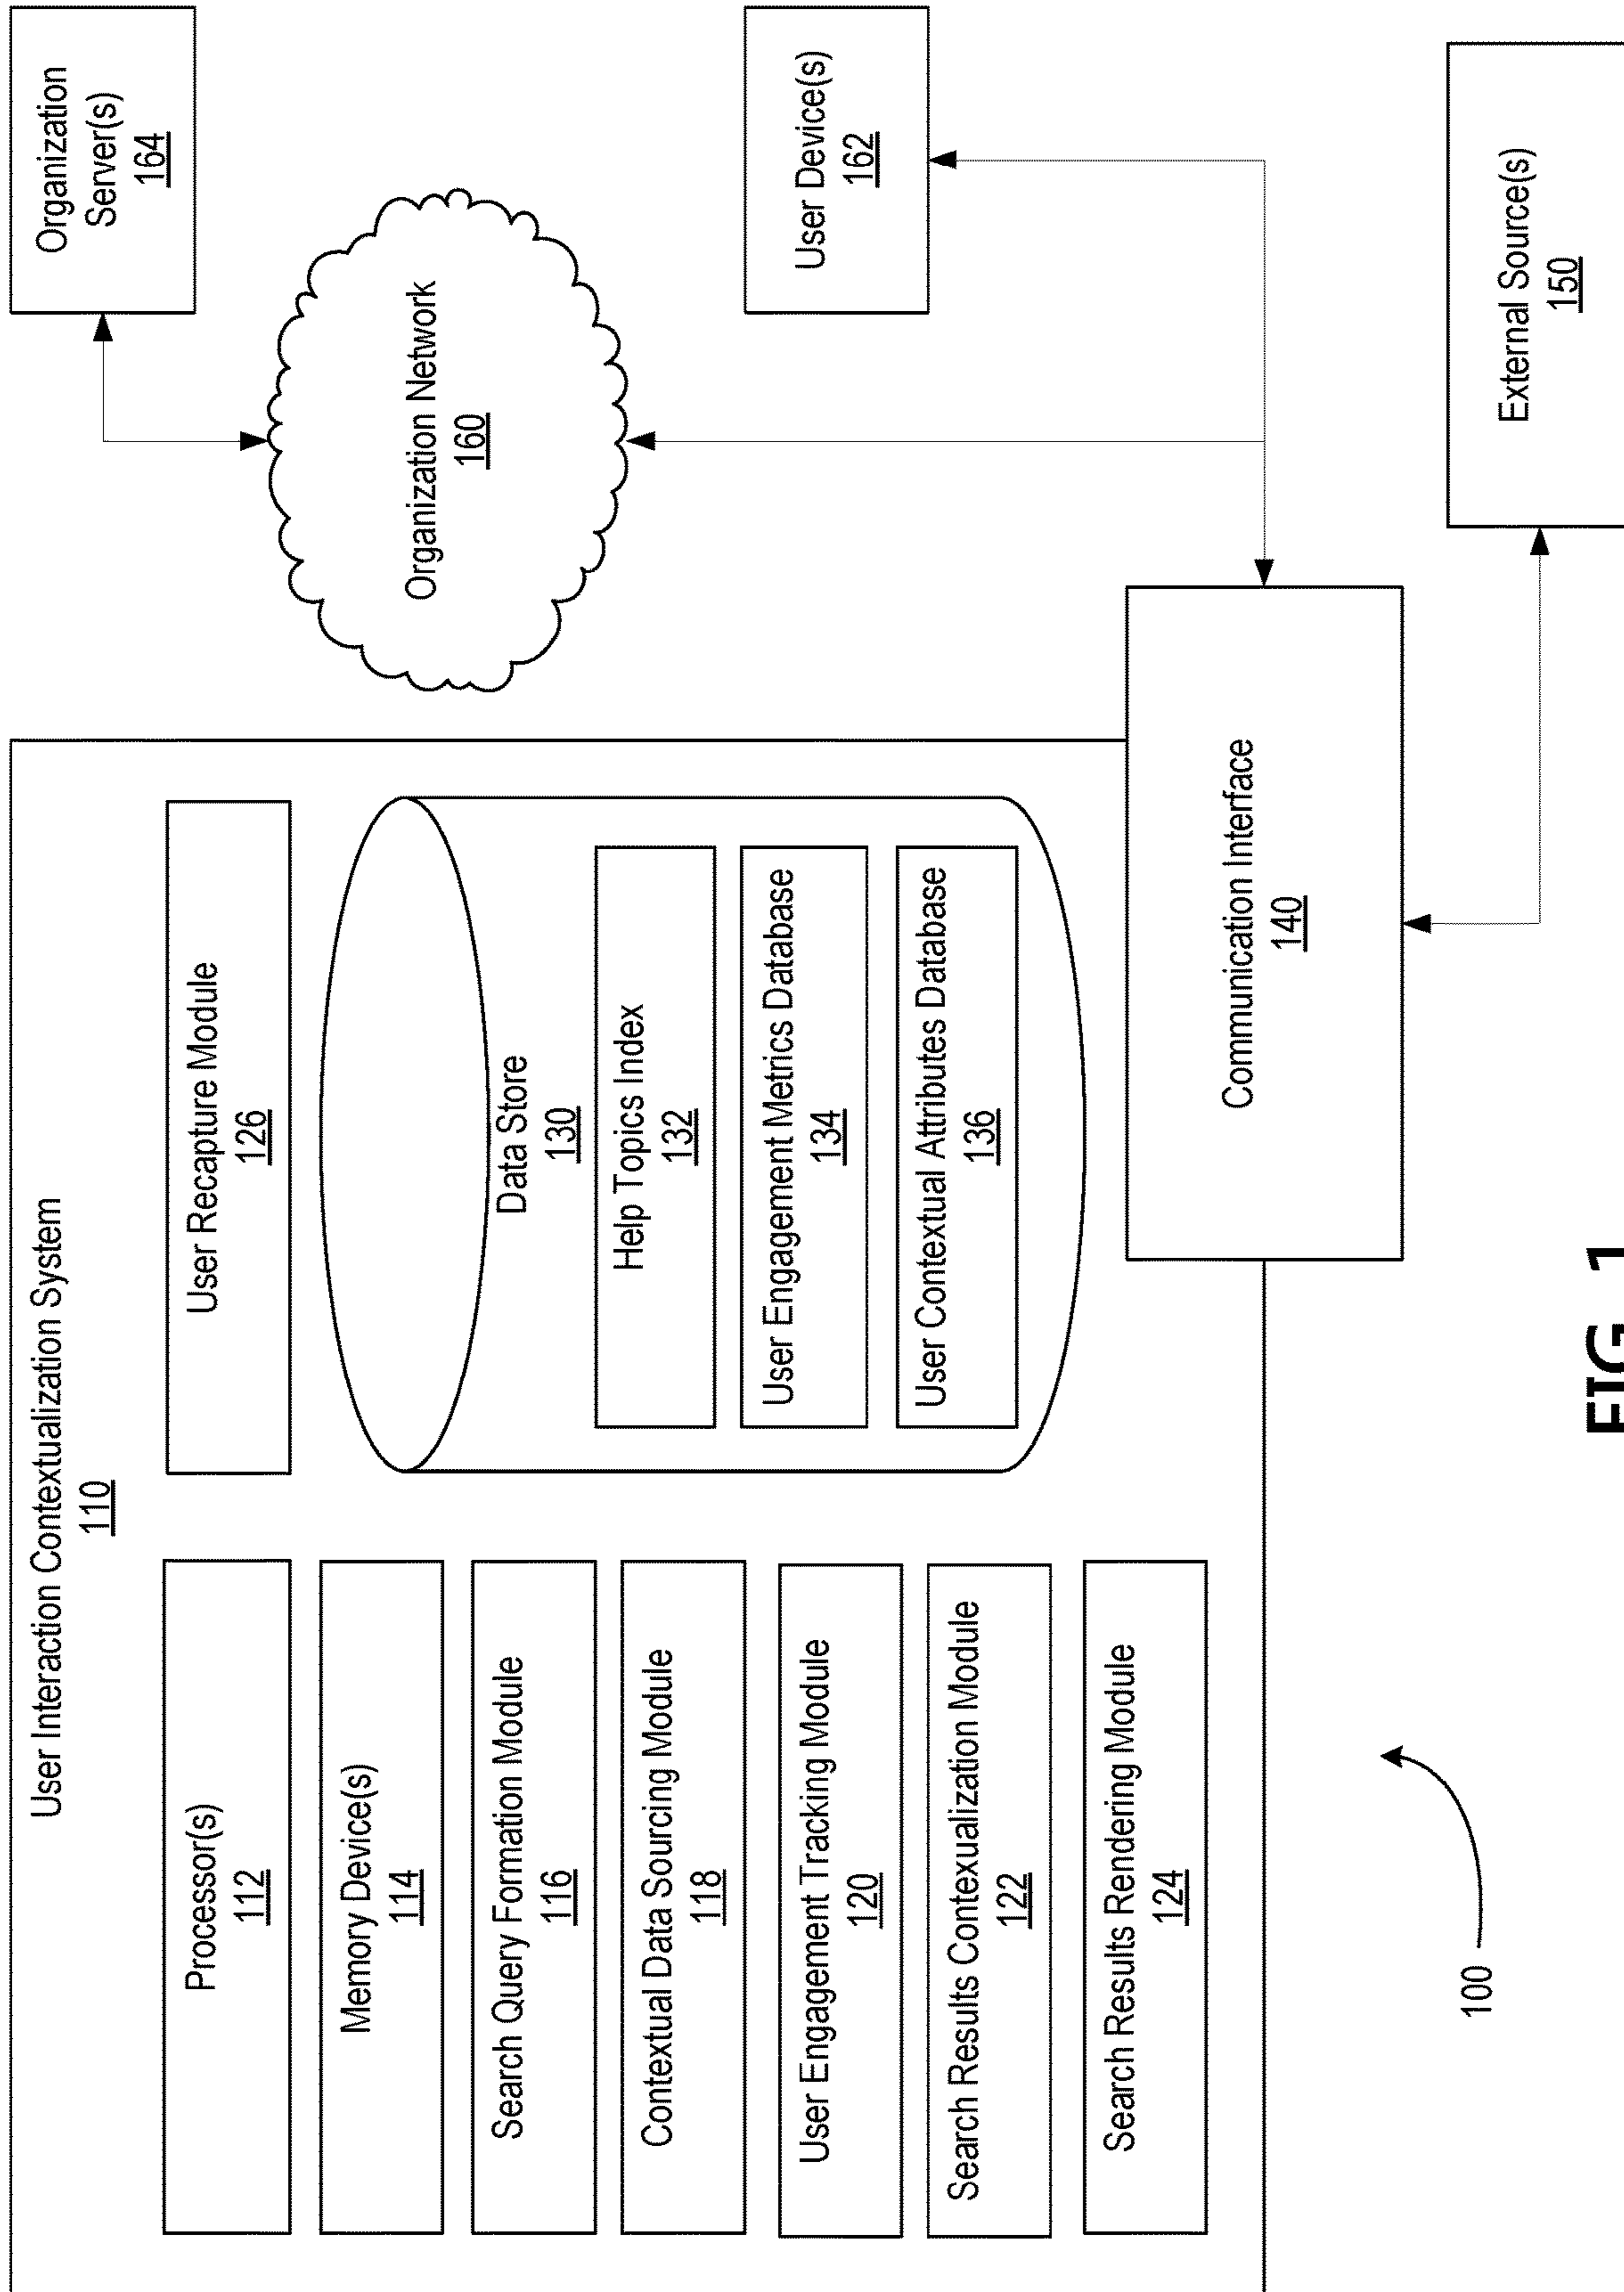 User Interaction Contextualization System
110
Processor(s)
112
Memory Device(s)
114
Search Query Formation Module
116
Contextual Data Sourcing Module
118
User Engagement Tracking Module
120
Search Results Contexualization Module
122
Search Results Rendering Module
124
User Recapture Module
126
Data Store
130
Help Topics Index
132
User Engagement Metrics Database
134
User Contextual Attributes Database
136
Communication Interface
140
Organization
Server(s)
164
Organization Network
160
User Device(s)
162
External Source(s)
150
100
FIG. 1